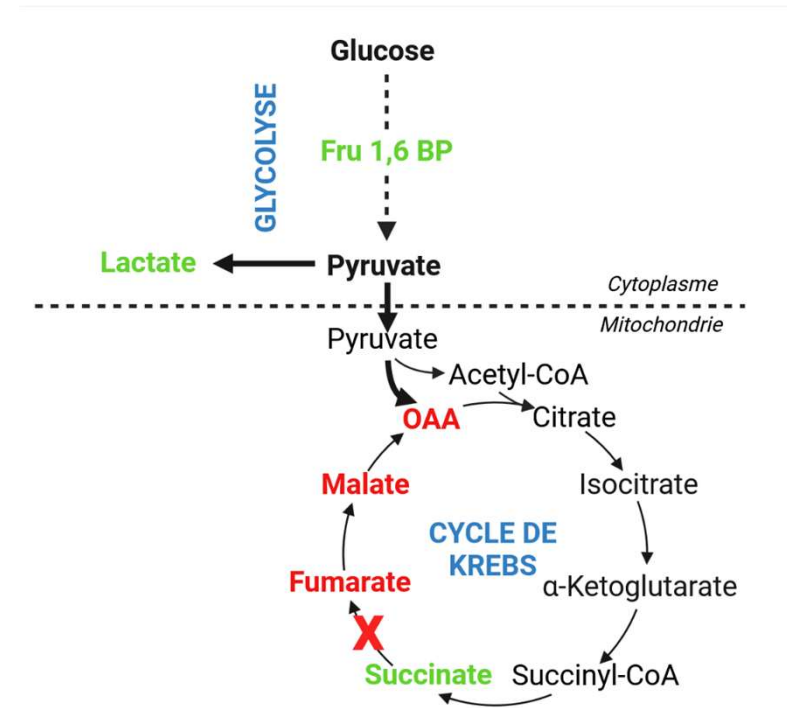 Glucose
GLYCOLYSE
Fru 1,6 BP
Lactate
Pyruvate
Cytoplasme
Mitochondrie
Pyruvate
Acetyl-CoA
OAA
Citrate
Malate
Isocitrate
CYCLE DE
KREBS
Fumarate
α-Ketoglutarate
X
Succinate
Succinyl-CoA